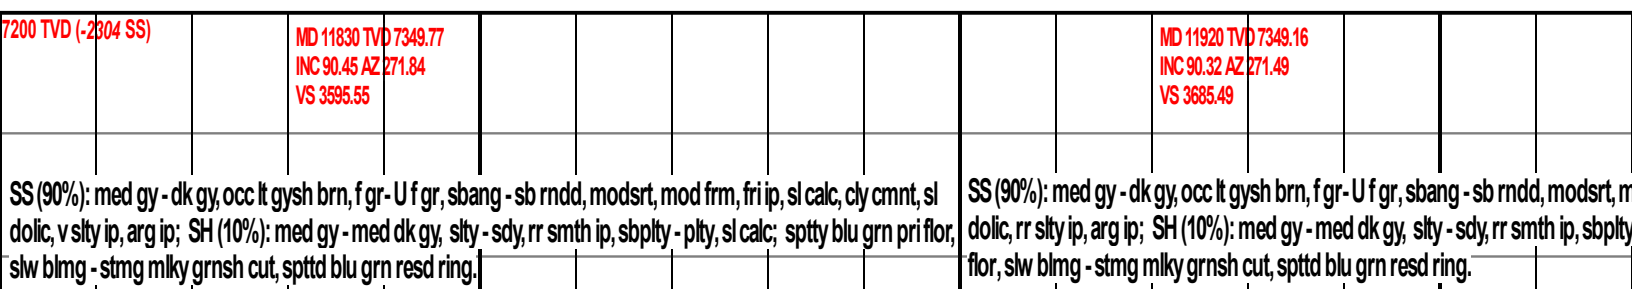 7200 TVD (-2304 SS)
MD 11830 TVD 7349.77
INC 90.45 AZ 271.84
VS 3595.55
MD 11920 TVD 7349.16
INC 90.32 AZ 271.49
VS 3685.49
SS (90%): med gy - dk gy, occ lt gysh brn, f gr- U f gr, sbang - sb rndd, modsrt, mod frm, fri ip, sl calc, cly cmnt, sl
dolic, v slty ip, arg ip; SH (10%): med gy - med dk gy, slty - sdy, rr smth ip, sbplty - plty, sl calc; sptty blu grn pri flor,
slw blmg - stmg mlky grnsh cut, spttd blu grn resd ring.
SS (90%): med gy - dk gy, occ lt gysh brn, f gr- U f gr, sbang - sb rndd, modsrt,
dolic, rr slty ip, arg ip; SH (10%): med gy - med dk gy, slty - sdy, rr smth ip, sbplty
flor, slw blmg - stmg mlky grnsh cut, spttd blu grn resd ring.